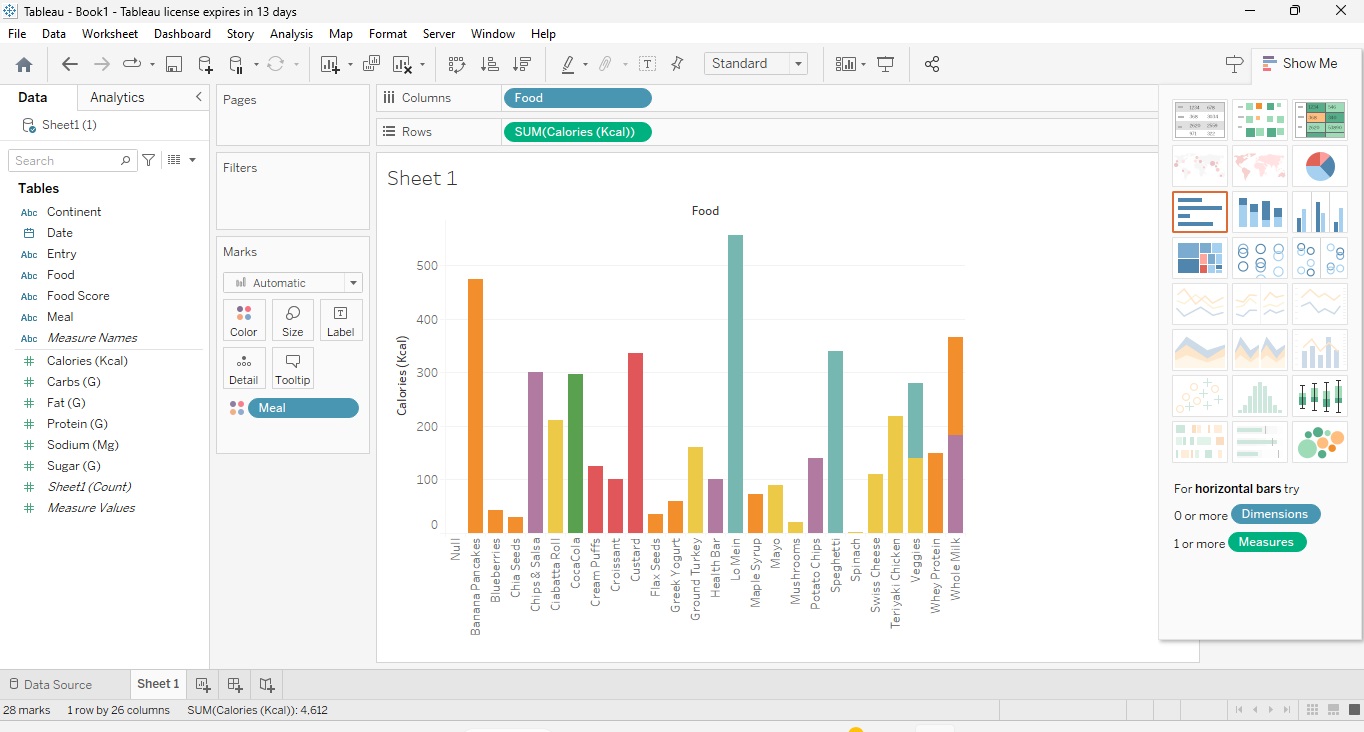 Tableau - Book1 - Tableau license expires in 13 days
File Data Worksheet Dashboard Story Analysis Map Format Server Window Help
Standard
Show Me
Data Analytics
Sheet1 (1)
Search
Tables
Abc Continent
Date
Abc Entry
Abc Food
Abc Food Score
Abc Meal
Abc Measure Names
Calories (Kcal)
Carbs (G)
Fat (G)
Protein (G)
Sodium (Mg)
Sugar (G)
Sheet1 (Count)
Measure Values
Pages
Filters
Marks
Automatic
Color Size Label
Detail Tooltip
Meal
Columns Food
Rows SUM(Calories (Kcal))
Sheet 1
Food
Calories (Kcal)
500
400
300
200
100
0
Null
Banana Pancakes
Blueberries
Chia Seeds
Chips & Salsa
Ciabatta Roll
CocaCola
Cream Puffs
Croissant
Custard
Flax Seeds
Greek Yogurt
Ground Turkey
Health Bar
Lo Mein
Maple Syrup
Mayo
Mushrooms
Potato Chips
Speghetti
Spinach
Swiss Cheese
Teriyaki Chicken
Veggies
Whey Protein
Whole Milk
For horizontal bars try
0 or more Dimensions
1 or more Measures
Data Source Sheet 1
28 marks 1 row by 26 columns SUM(Calories (Kcal)): 4,612